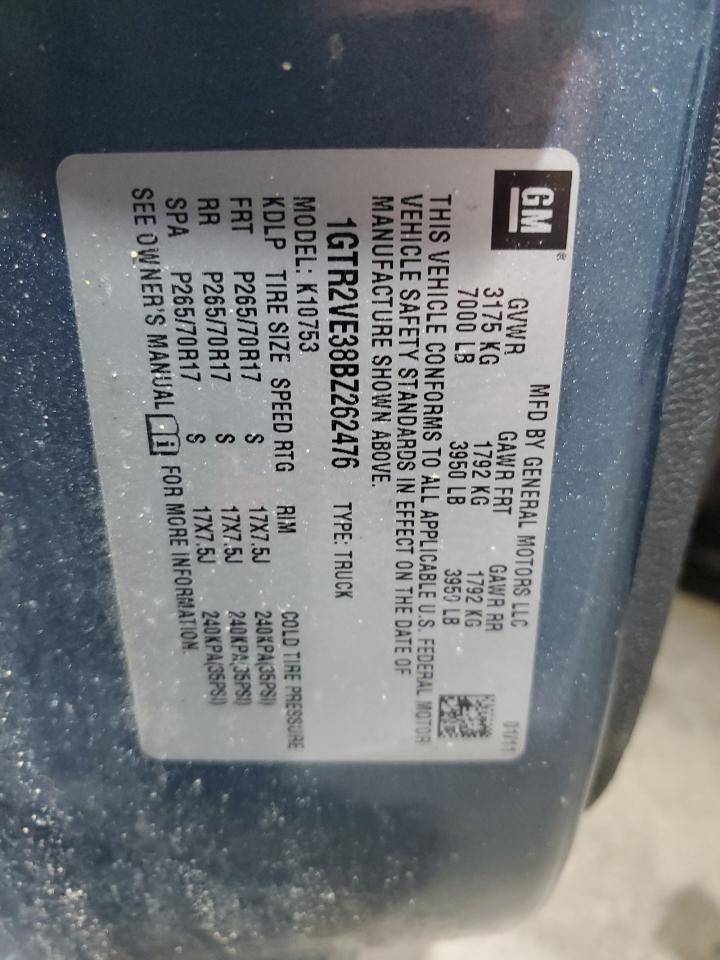 GM
MFD BY GENERAL MOTORS LLC 01/11
GVWR GAWR FRT GAWR RR
3175 KG 1792 KG 1792 KG
7000 LB 3950 LB 3950 LB
THIS VEHICLE CONFORMS TO ALL APPLICABLE U.S. FEDERAL MOTOR
VEHICLE SAFETY STANDARDS IN EFFECT ON THE DATE OF
MANUFACTURE SHOWN ABOVE.
1GTR2VE38BZ262476 TYPE: TRUCK
MODEL: K10753
KDLP TIRE SIZE SPEED RTG RIM COLD TIRE PRESSURE
FRT P265/70R17 S 17X7.5J 240KPA(35PSI)
RR P265/70R17 S 17X7.5J 240KPA(35PSI)
SPA P265/70R17 S 17X7.5J 240KPA(35PSI)
SEE OWNER'S MANUAL i FOR MORE INFORMATION.